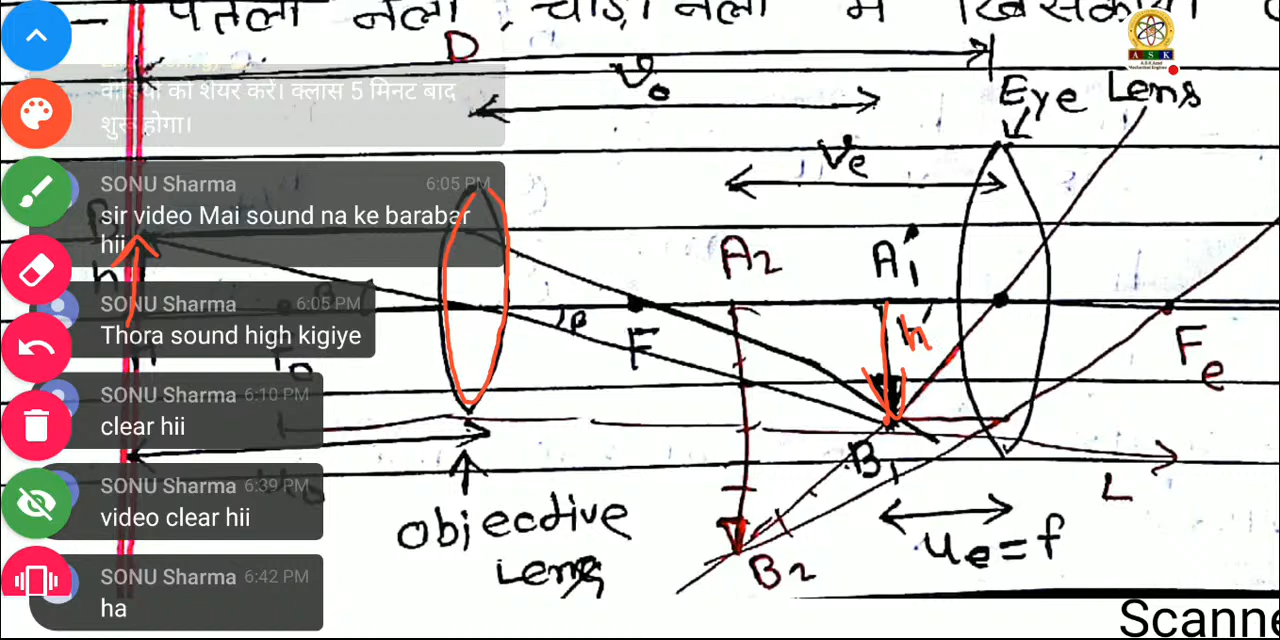 पतली नली, चौड़ी नली में खिसकाया
D
v₀
A S K
Eye Lens
वीडियो को शेयर करे। क्लास 5 मिनट बाद
शुरू होगा।
vₑ
SONU Sharma 6:05 PM
sir video Mai sound na ke barabar
hii
B
h
A₂
A₁'
SONU Sharma 6:05 PM
Thora sound high kigiye
β
F
h'
Fₑ
SONU Sharma 6:10 PM
clear hii
B₁
SONU Sharma 6:39 PM
video clear hii
L
objective
Lens
uₑ = f
B₂
SONU Sharma 6:42 PM
ha
Scanne